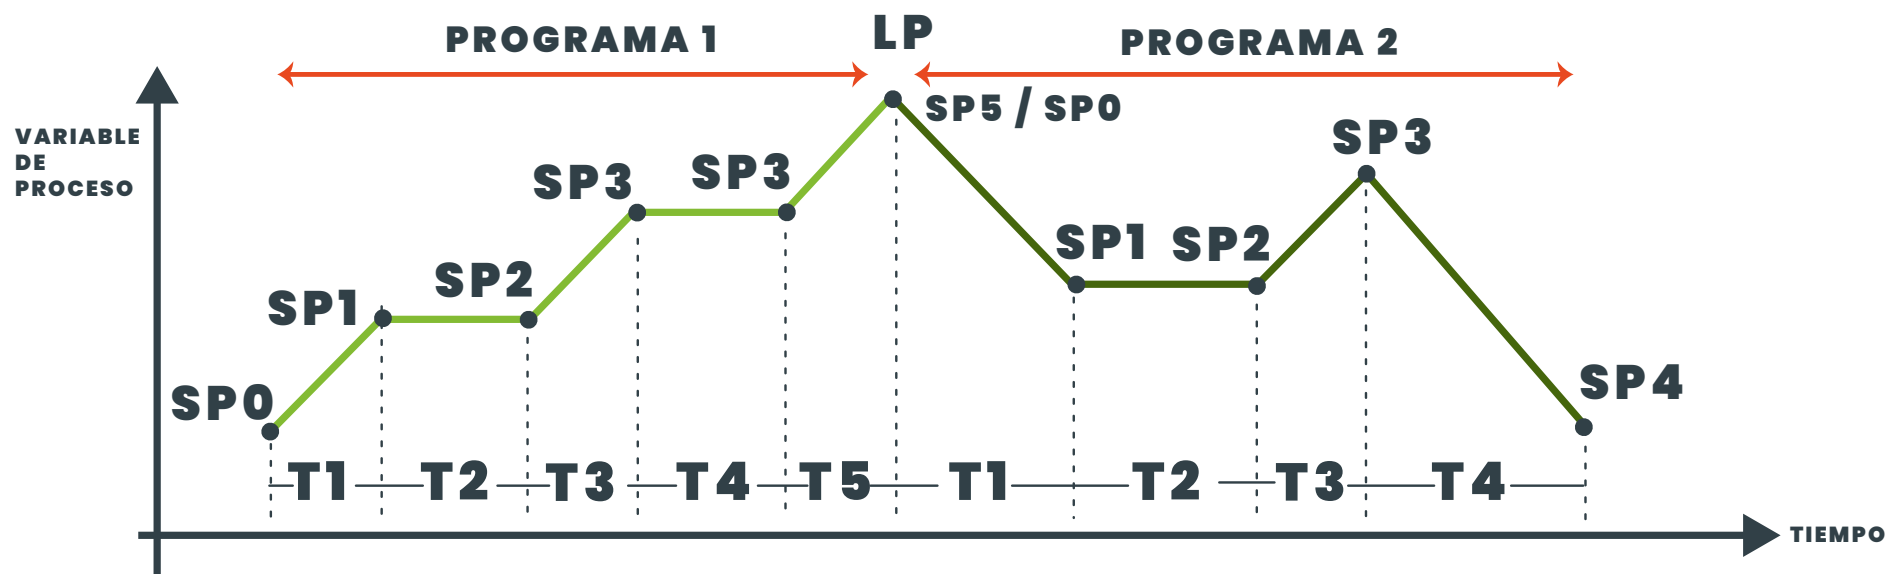 PROGRAMA 1
LP
PROGRAMA 2
VARIABLE
DE
PROCESO
SP5 / SP0
SP3
SP3
SP3
SP1
SP2
SP2
SP1
SP0
SP4
T1
T2
T3
T4
T5
T1
T2
T3
T4
TIEMPO